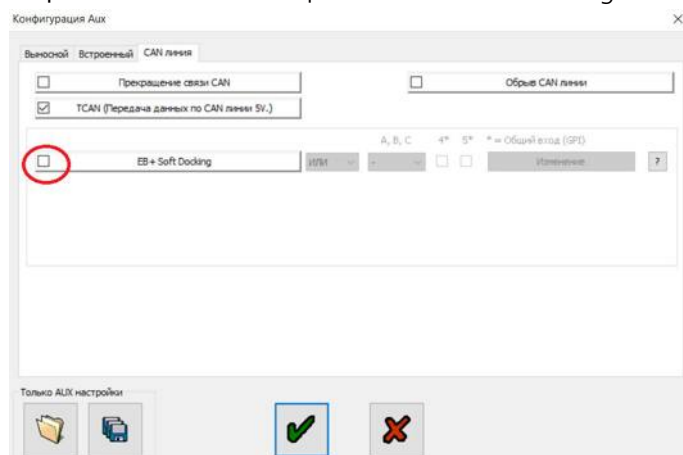 Конфигурация Aux
Выносной Встроенный CAN линия
Прекращение связи CAN
Обрыв CAN линии
TCAN (Передача данных по CAN линии 5V.)
A, B, C 4* 5* * = Общий вход (GPI)
EB+ Soft Docking ИЛИ - Изменение ?
Только AUX настройки